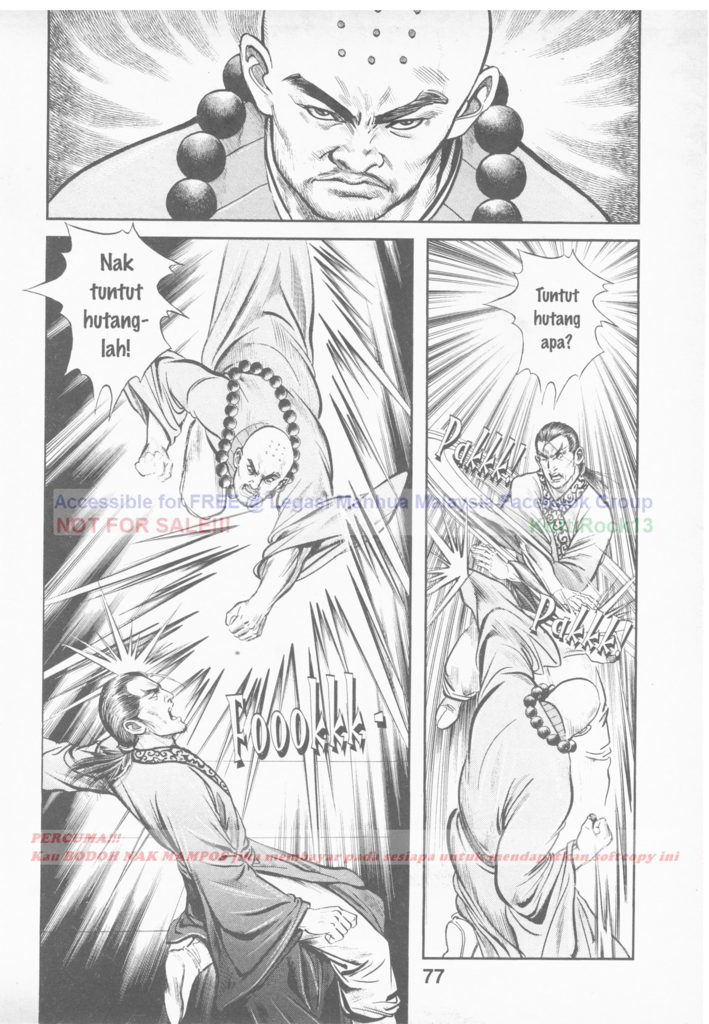 Nak
tuntut
hutang-
lah!
Tuntut
hutang
apa?
Pakkk!
Accessible for FREE @ Legasi Manhua Malaysia Facebook Group
NOT FOR SALE!!!
Pakkk!
Foookkk -
PERCUMA!!!
Kau BODOH NAK MAMPOS jika membayar pada sesiapa untuk mendapatkan softcopy ini
77